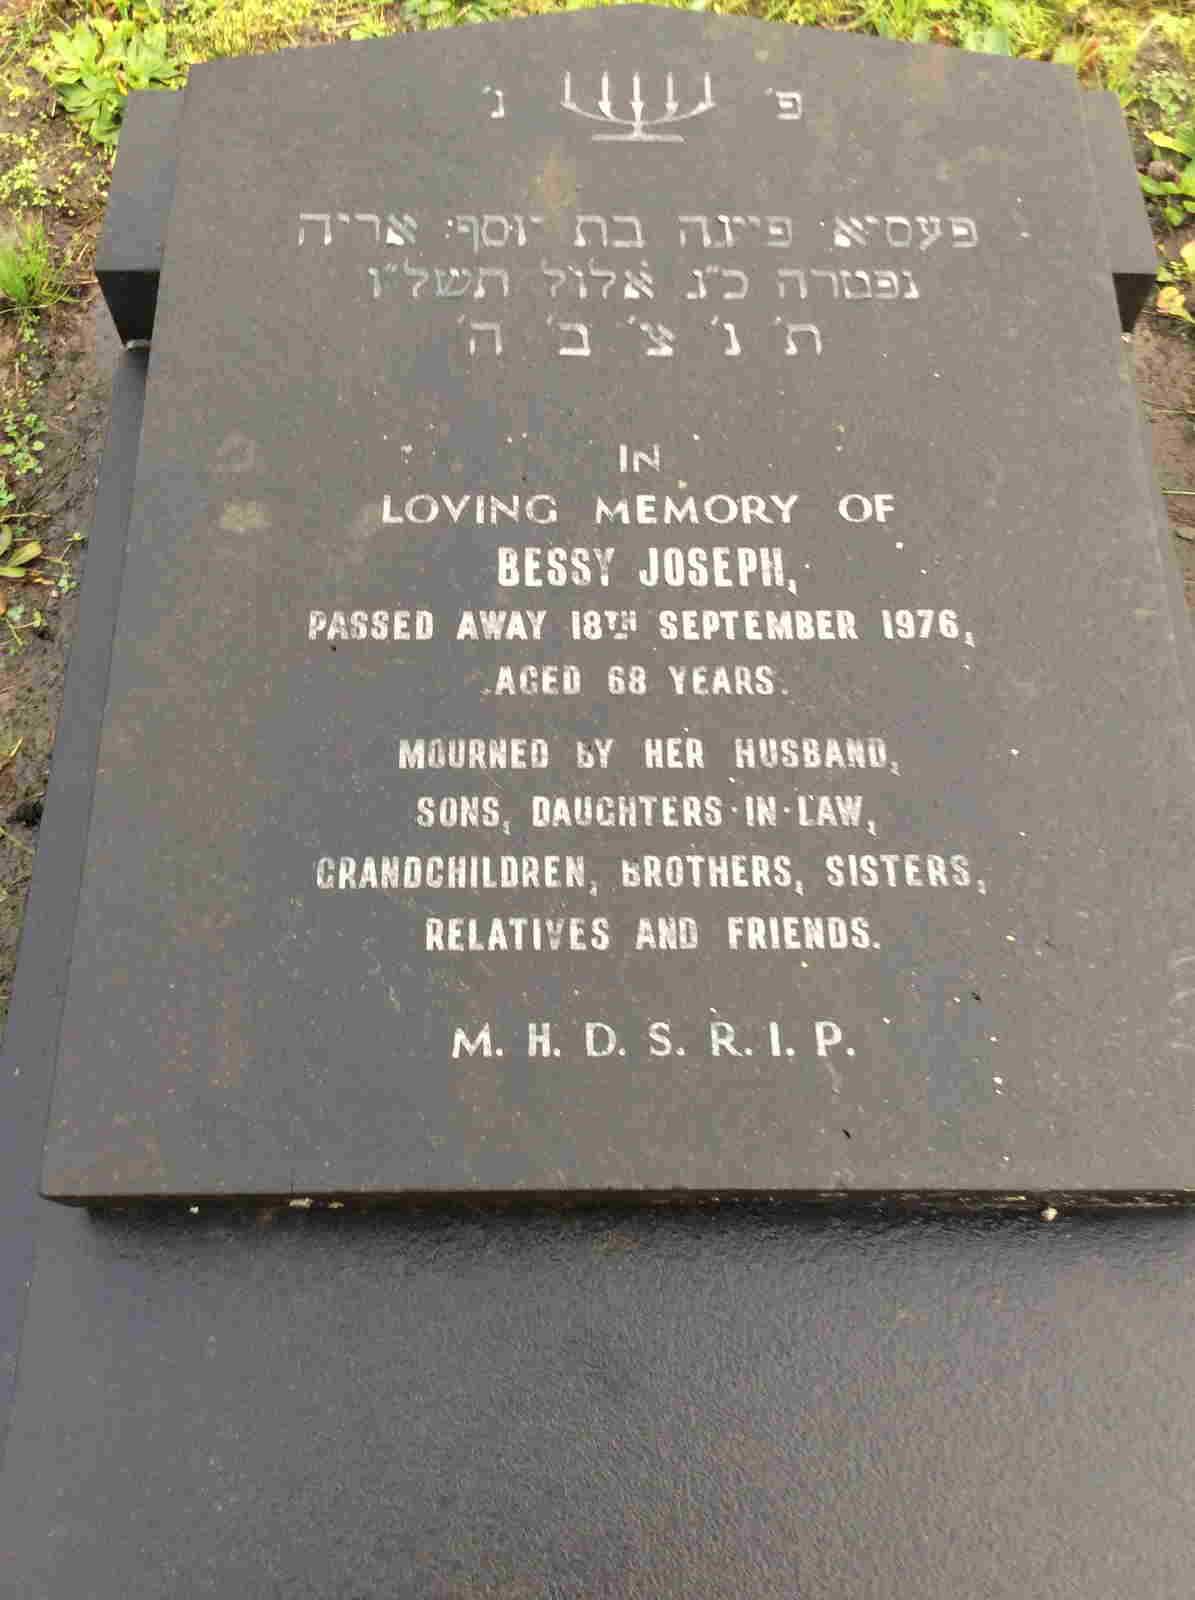 פ' נ'
פעסיא פיינה בת יוסף אריה
נפטרה כ"ג אלול תשל"ו
ת' נ' צ' ב' ה'
IN
LOVING MEMORY OF
BESSY JOSEPH,
PASSED AWAY 18TH SEPTEMBER 1976,
AGED 68 YEARS.
MOURNED BY HER HUSBAND,
SONS, DAUGHTERS-IN-LAW,
GRANDCHILDREN, BROTHERS, SISTERS,
RELATIVES AND FRIENDS.
M. H. D. S. R. I. P.